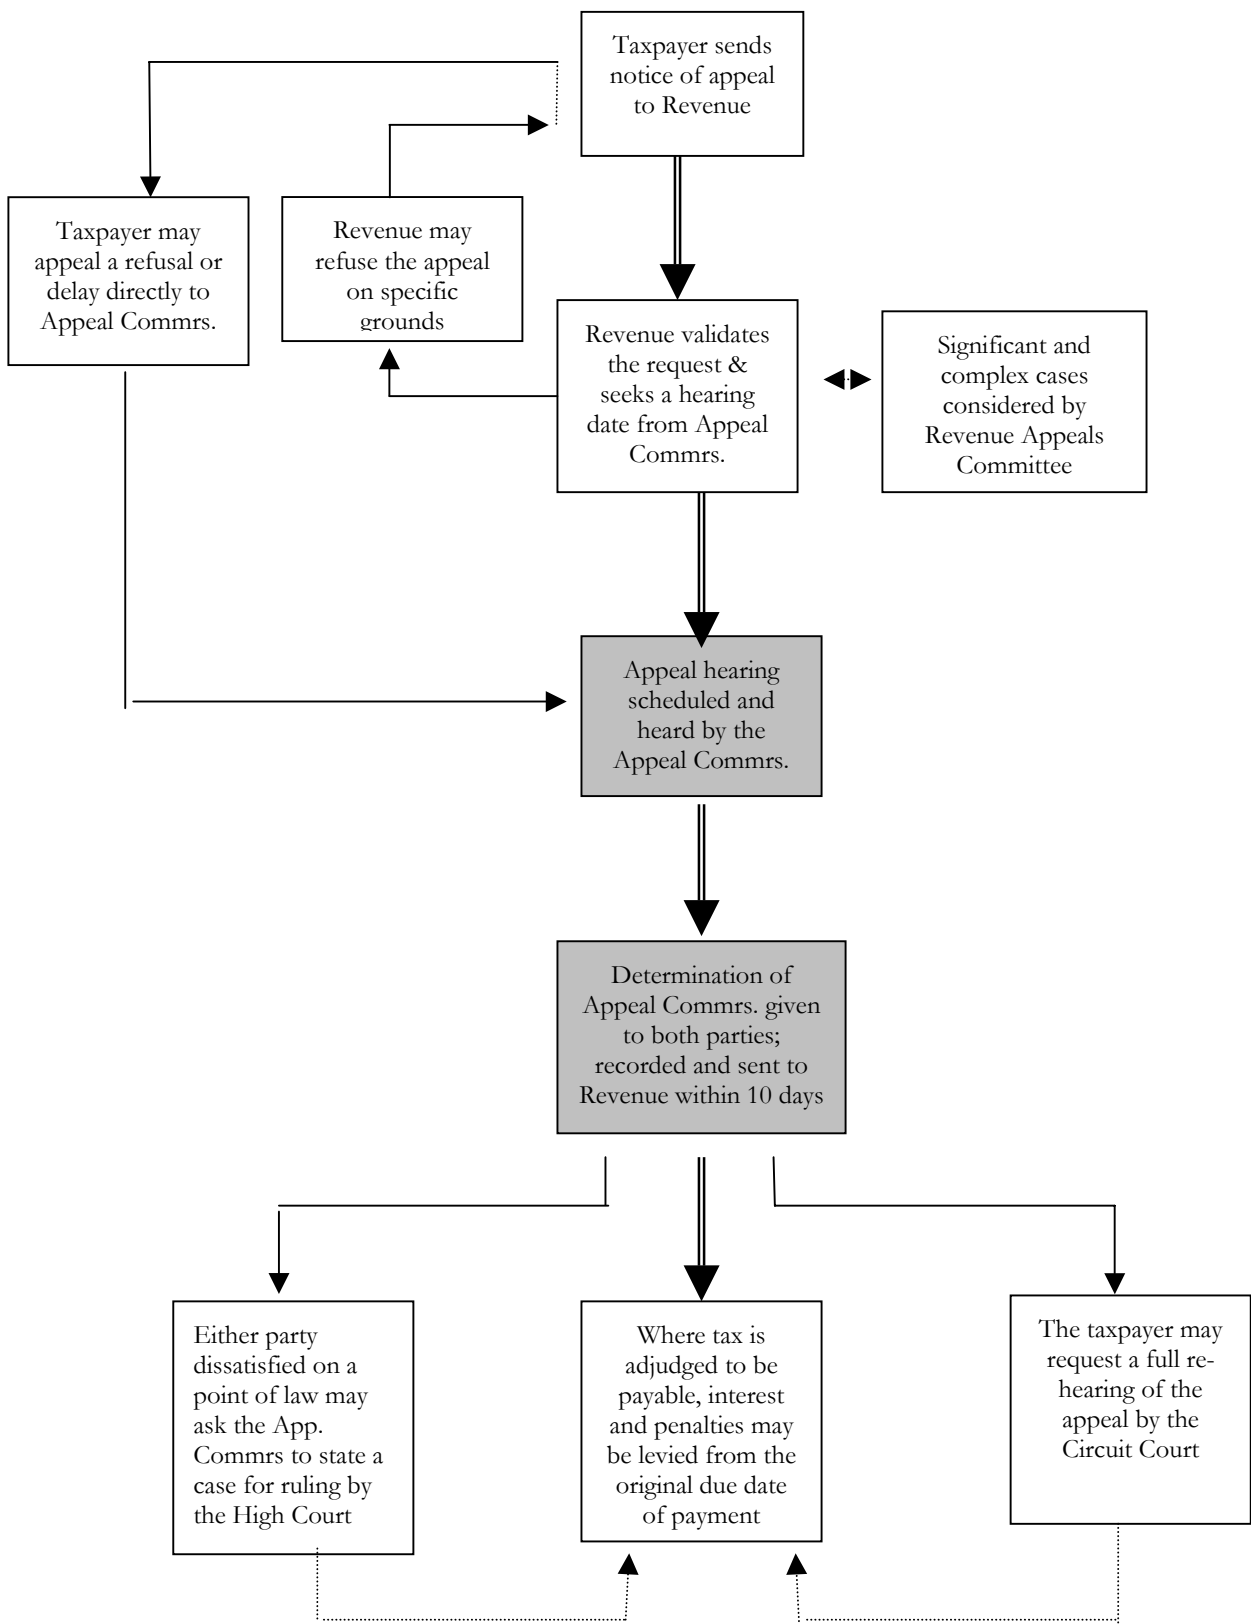 Taxpayer sends
notice of appeal
to Revenue
Taxpayer may
appeal a refusal or
delay directly to
Appeal Commrs.
Revenue may
refuse the appeal
on specific
grounds
Revenue validates
the request &
seeks a hearing
date from Appeal
Commrs.
Significant and
complex cases
considered by
Revenue Appeals
Committee
Appeal hearing
scheduled and
heard by the
Appeal Commrs.
Determination of
Appeal Commrs. given
to both parties;
recorded and sent to
Revenue within 10 days
Either party
dissatisfied on a
point of law may
ask the App.
Commrs to state a
case for ruling by
the High Court
Where tax is
adjudged to be
payable, interest
and penalties may
be levied from the
original due date
of payment
The taxpayer may
request a full re-
hearing of the
appeal by the
Circuit Court